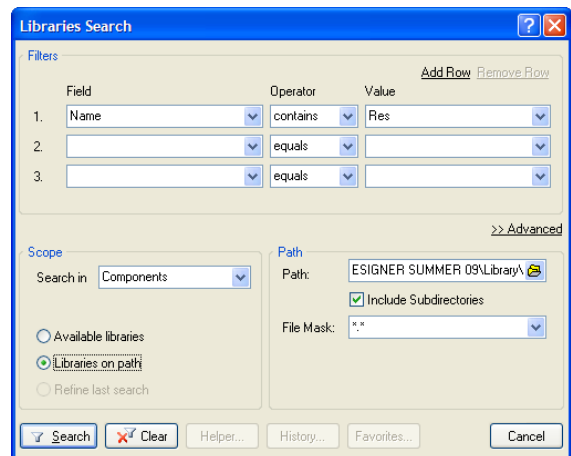 Libraries Search
Filters
Add Row Remove Row
Field Operator Value
1. Name contains Res
2. equals
3. equals
>> Advanced
Scope
Search in Components
Available libraries
Libraries on path
Refine last search
Path
Path: ESIGNER SUMMER 09\Library\
Include Subdirectories
File Mask: *.*
Search Clear Helper... History... Favorites... Cancel